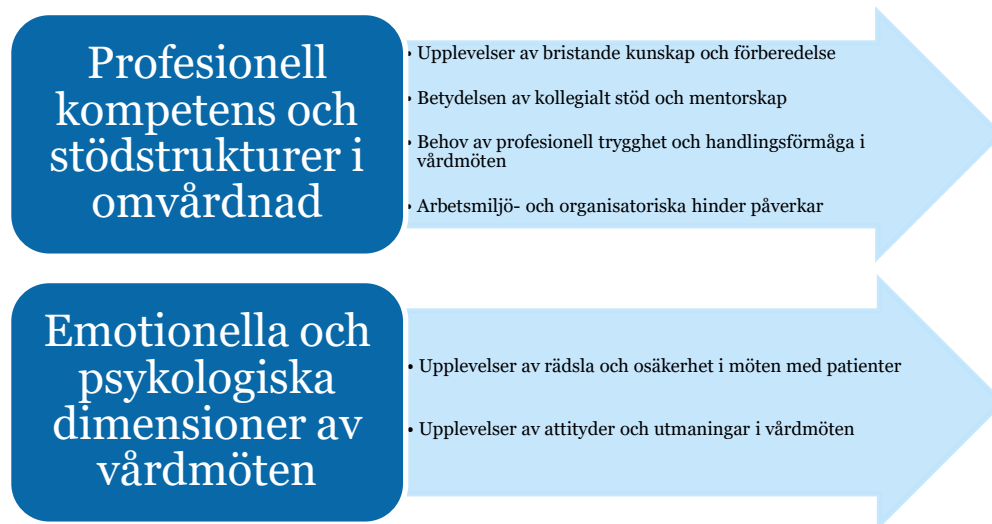 Profesionell
kompetens och
stödstrukturer i
omvårdnad
• Upplevelser av bristande kunskap och förberedelse
• Betydelsen av kollegialt stöd och mentorskap
• Behov av profesionell trygghet och handlingsförmåga i
vårdmöten
• Arbetsmiljö- och organisatoriska hinder påverkar
Emotionella och
psykologiska
dimensioner av
vårdmöten
• Upplevelser av rädsla och osäkerhet i möten med patienter
• Upplevelser av attityder och utmaningar i vårdmöten